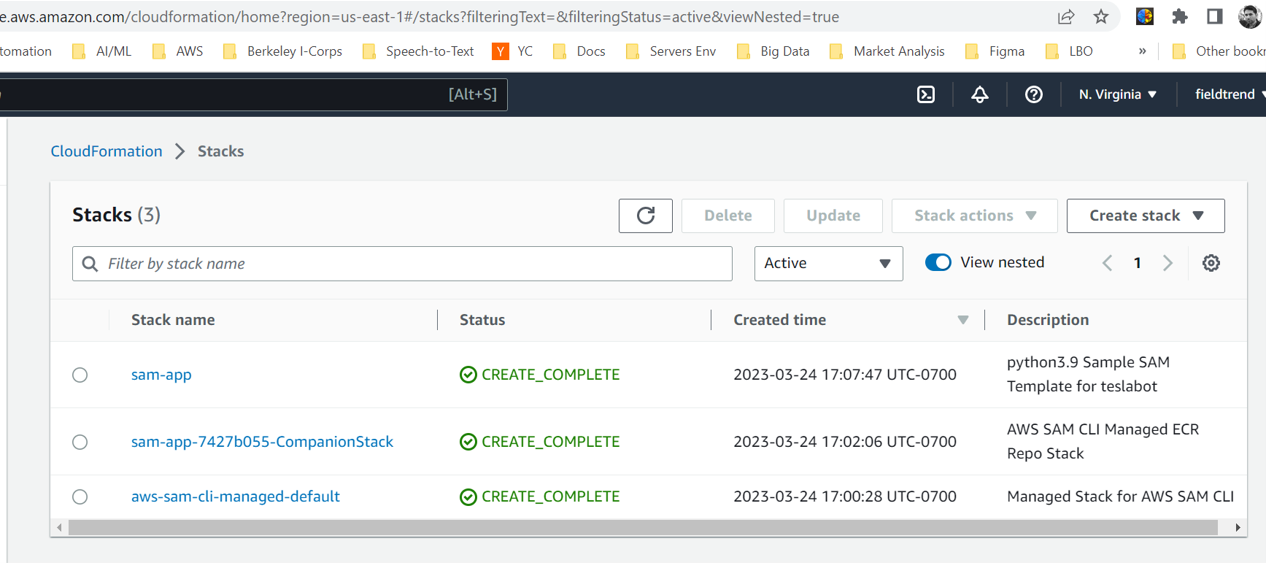 e.aws.amazon.com/cloudformation/home?region=us-east-1#/stacks?filteringText=&filteringStatus=active&viewNested=true
tomation AI/ML AWS Berkeley I-Corps Speech-to-Text Y YC Docs Servers Env Big Data Market Analysis Figma LBO » Other bookr
[Alt+S] N. Virginia fieldtrend
CloudFormation Stacks
Stacks (3) Delete Update Stack actions Create stack
Filter by stack name Active View nested 1
Stack name Status Created time Description
sam-app CREATE_COMPLETE 2023-03-24 17:07:47 UTC-0700 python3.9 Sample SAM
Template for teslabot
sam-app-7427b055-CompanionStack CREATE_COMPLETE 2023-03-24 17:02:06 UTC-0700 AWS SAM CLI Managed ECR
Repo Stack
aws-sam-cli-managed-default CREATE_COMPLETE 2023-03-24 17:00:28 UTC-0700 Managed Stack for AWS SAM CLI